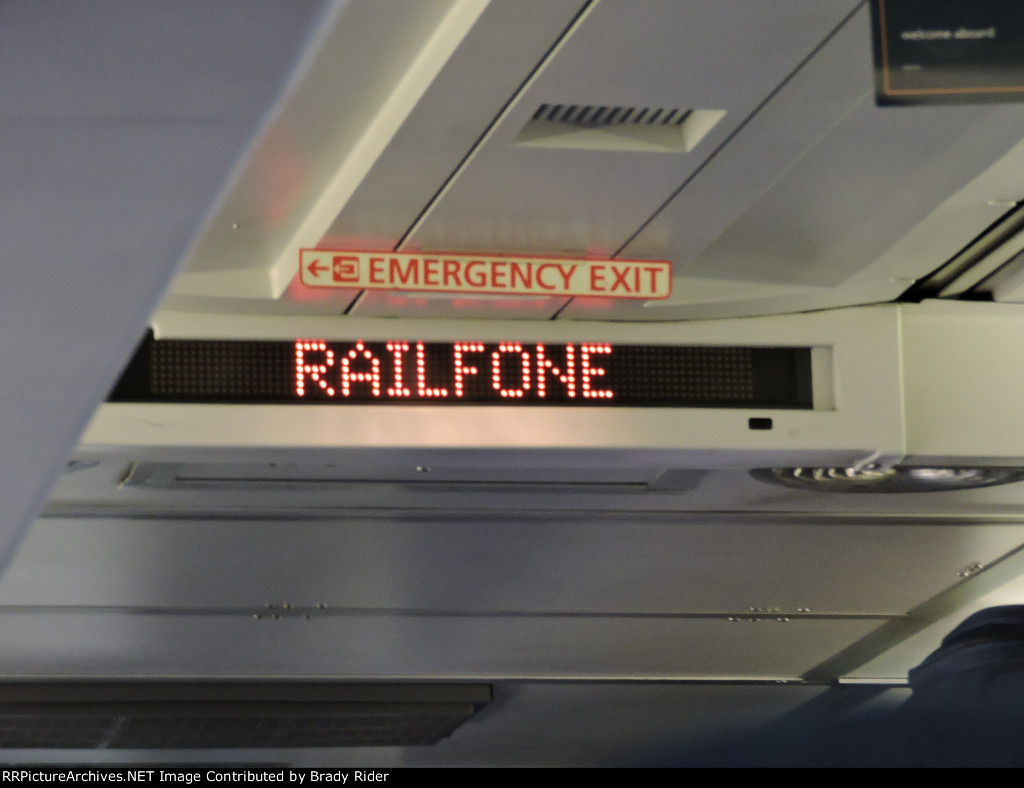 welcome aboard
EMERGENCY EXIT
RAILFONE
RRPictureArchives.NET Image Contributed by Brady Rider